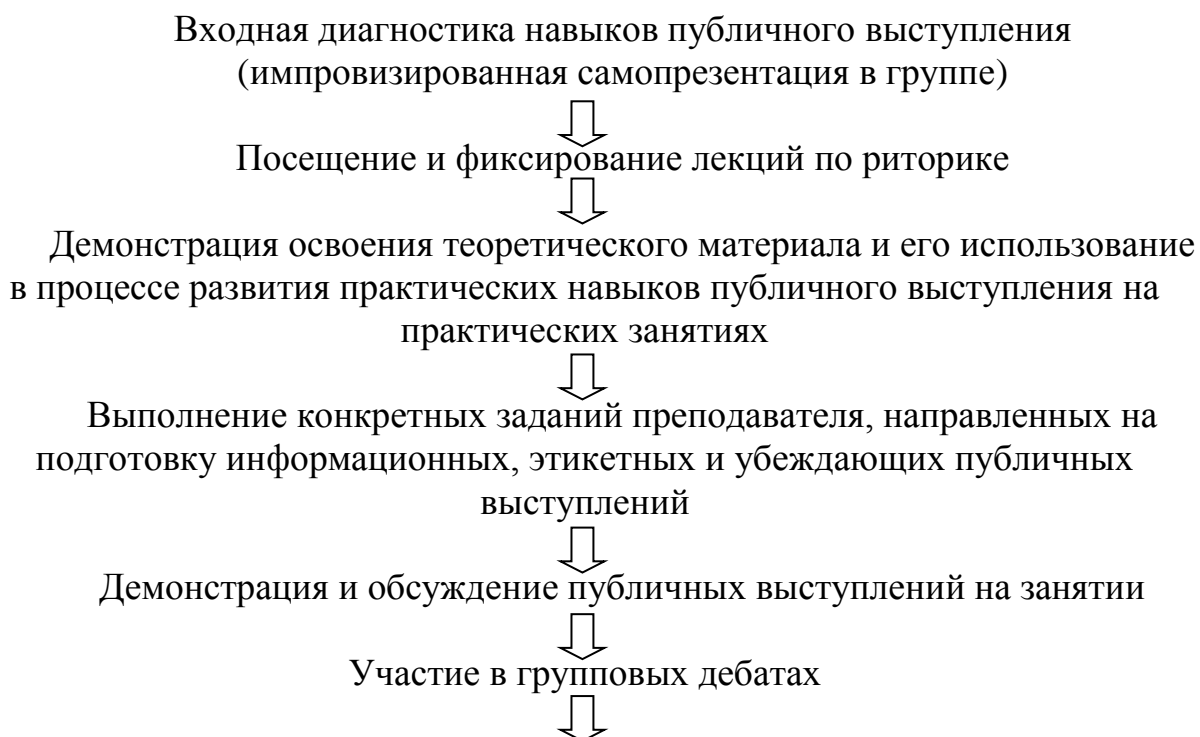 Входная диагностика навыков публичного выступления
(импровизированная самопрезентация в группе)
Посещение и фиксирование лекций по риторике
Демонстрация освоения теоретического материала и его использование
в процессе развития практических навыков публичного выступления на
практических занятиях
Выполнение конкретных заданий преподавателя, направленных на
подготовку информационных, этикетных и убеждающих публичных
выступлений
Демонстрация и обсуждение публичных выступлений на занятии
Участие в групповых дебатах